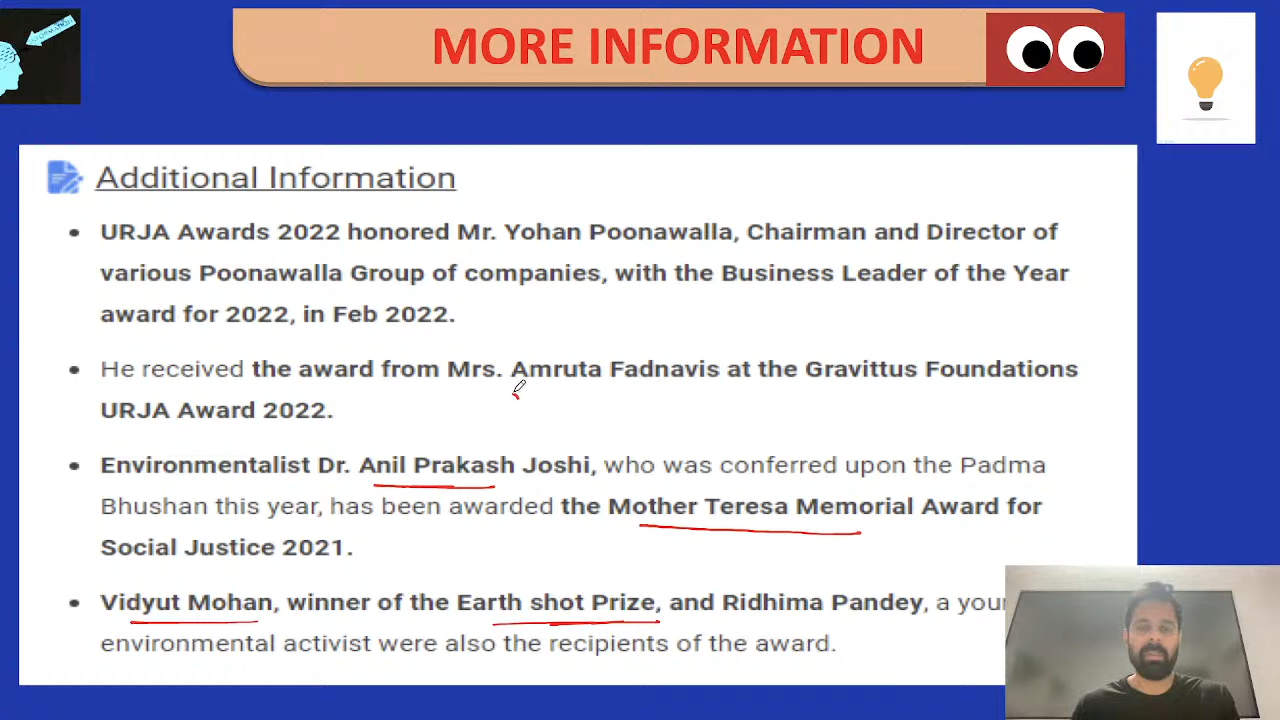 INFORMATION
MORE INFORMATION
Additional Information
• URJA Awards 2022 honored Mr. Yohan Poonawalla, Chairman and Director of
various Poonawalla Group of companies, with the Business Leader of the Year
award for 2022, in Feb 2022.
• He received the award from Mrs. Amruta Fadnavis at the Gravittus Foundations
URJA Award 2022.
• Environmentalist Dr. Anil Prakash Joshi, who was conferred upon the Padma
Bhushan this year, has been awarded the Mother Teresa Memorial Award for
Social Justice 2021.
• Vidyut Mohan, winner of the Earth shot Prize, and Ridhima Pandey, a
environmental activist were also the recipients of the award.